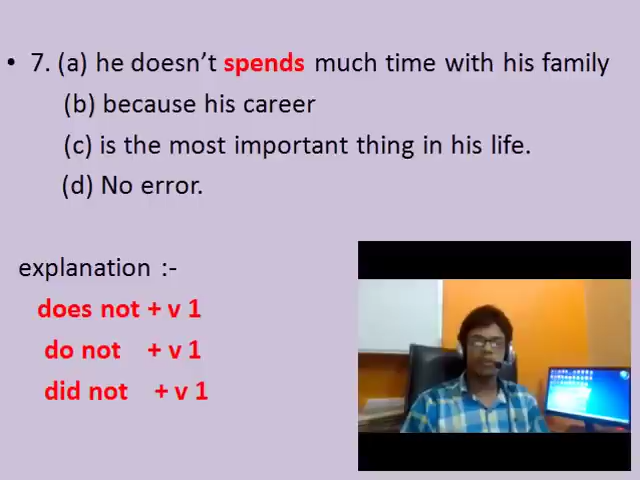 • 7. (a) he doesn’t spends much time with his family
(b) because his career
(c) is the most important thing in his life.
(d) No error.
explanation :-
does not + v 1
do not + v 1
did not + v 1